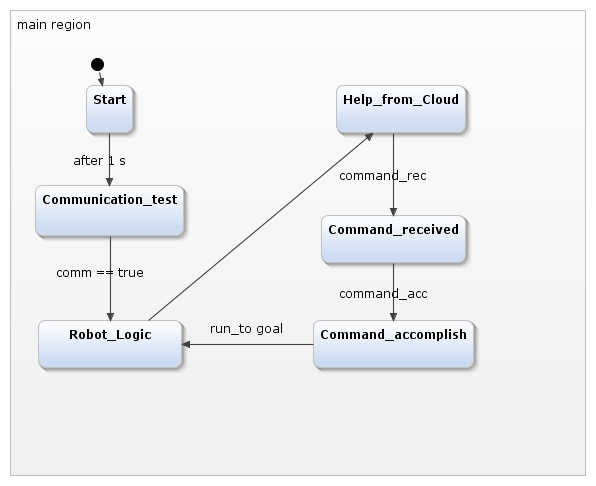 main region
Start
after 1 s
Communication_test
comm == true
Robot_Logic
Help_from_Cloud
command_rec
Command_received
command_acc
Command_accomplish
run_to goal